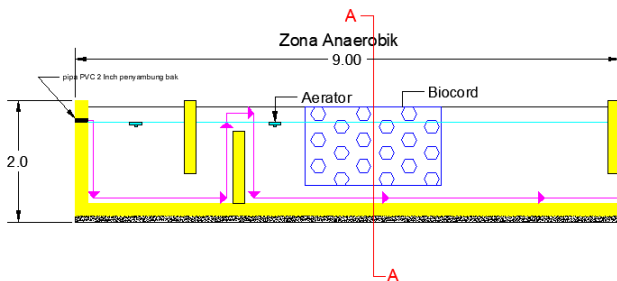 A
Zona Anaerobik
9.00
pipa PVC 2 Inch penyambung bak
Aerator
Biocord
2.0
A